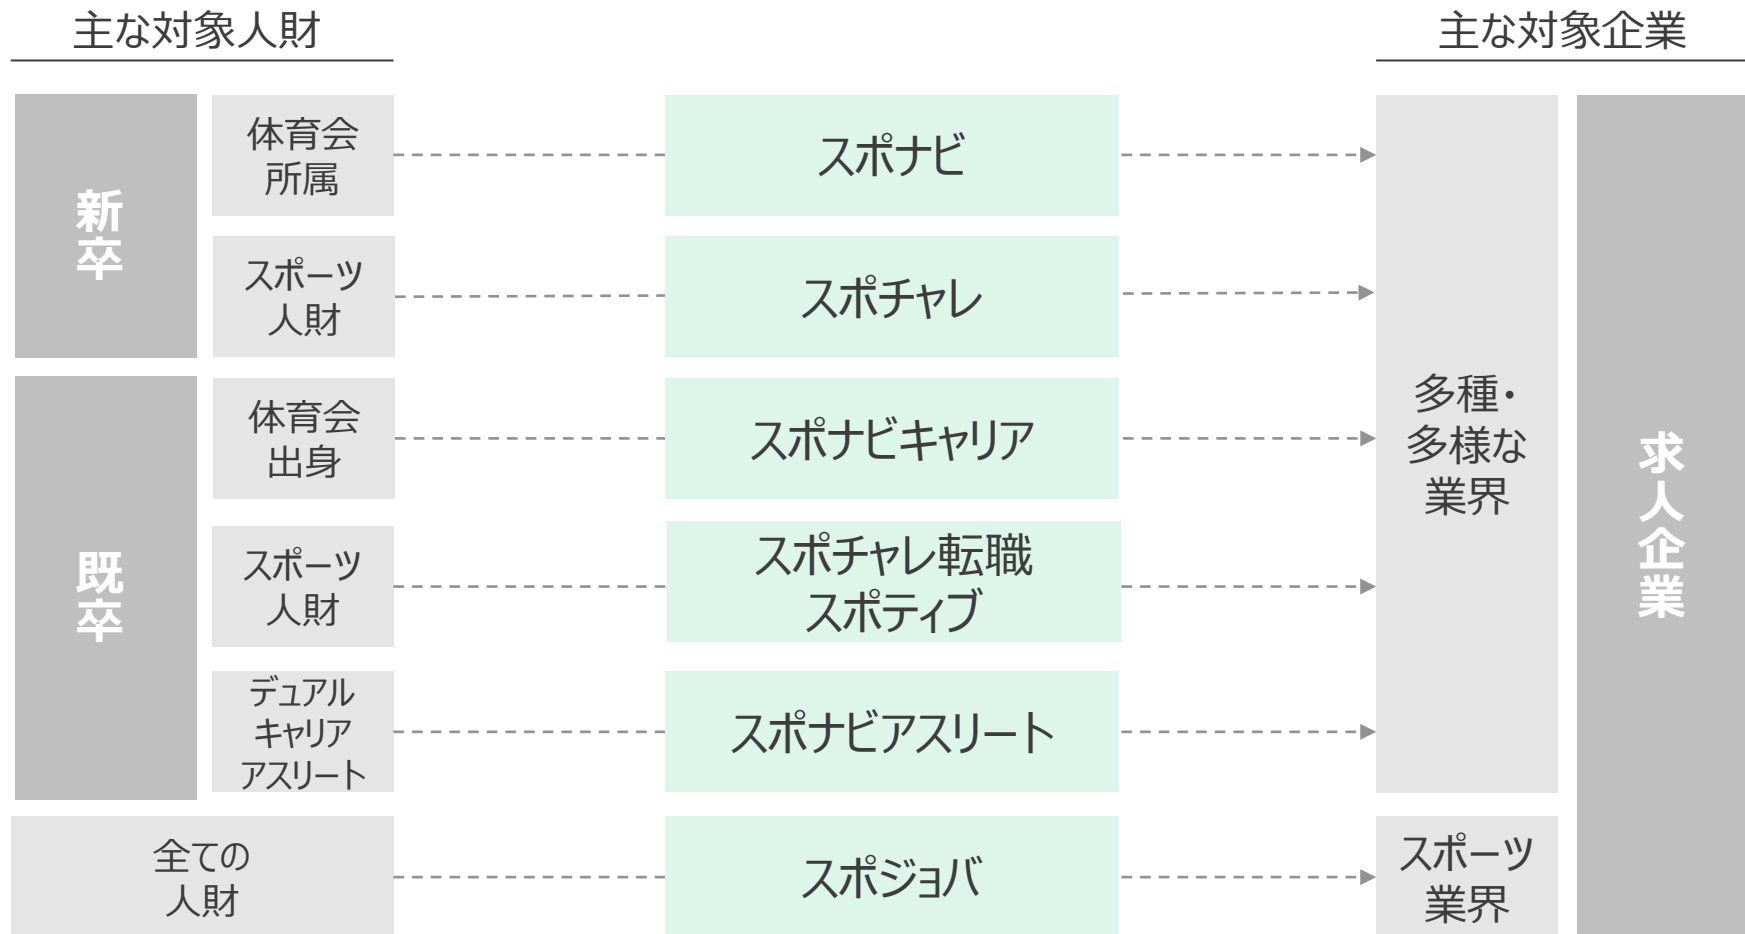 主な対象人財
主な対象企業
新卒
体育会
所属
スポナビ
スポーツ
人財
スポチャレ
既卒
体育会
出身
スポナビキャリア
スポーツ
人財
スポチャレ転職
スポティブ
デュアル
キャリア
アスリート
スポナビアスリート
多種・
多様な
業界
求人企業
全ての
人財
スポジョバ
スポーツ
業界